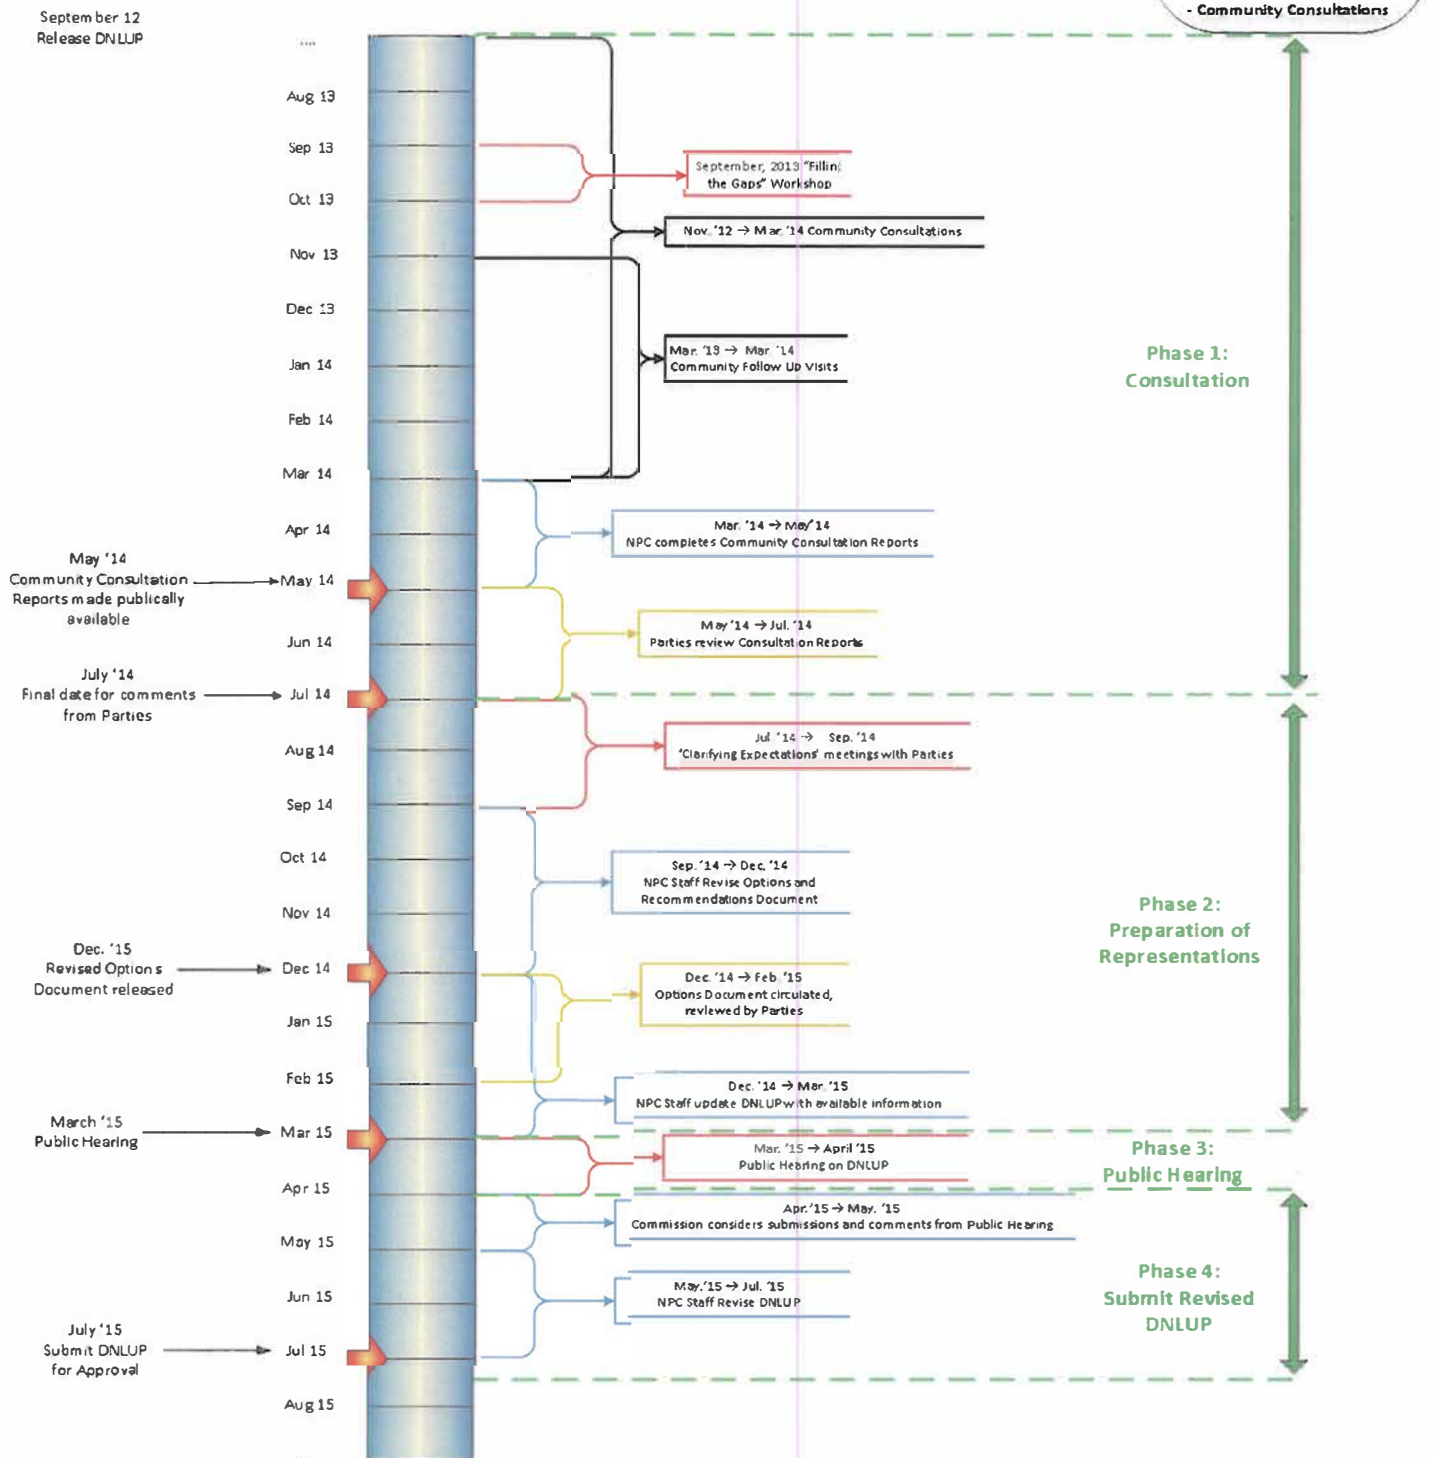 - Community Consultations
September 12
Release DNLUP
....
Aug 13
Sep 13
Oct 13
Nov 13
Dec 13
Jan 14
Feb 14
Mar 14
Apr 14
May 14
Jun 14
Jul 14
Aug 14
Sep 14
Oct 14
Nov 14
Dec 14
Jan 15
Feb 15
Mar 15
Apr 15
May 15
Jun 15
Jul 15
Aug 15
May '14
Community Consultation
Reports made publically
available
July '14
Final date for comments
from Parties
Dec. '15
Revised Options
Document released
March '15
Public Hearing
July '15
Submit DNLUP
for Approval
September, 2013 "Fillin
the Gaps" Workshop
Nov. '12 → Mar. '14 Community Consultations
Mar. '13 → Mar. '14
Community Follow Up Visits
Mar. '14 → May '14
NPC completes Community Consultation Reports
May '14 → Jul. '14
Parties review Consultation Reports
Jul '14 → Sep. '14
'Clarifying Expectations' meetings with Parties
Sep. '14 → Dec. '14
NPC Staff Revise Options and
Recommendations Document
Dec. '14 → Feb. '15
Options Document circulated,
reviewed by Parties
Dec. '14 → Mar. '15
NPC Staff update DNLUP with available information
Mar. '15 → April '15
Public Hearing on DNLUP
Apr. '15 → May. '15
Commission considers submissions and comments from Public Hearing
May. '15 → Jul. '15
NPC Staff Revise DNLUP
Phase 1:
Consultation
Phase 2:
Preparation of
Representations
Phase 3:
Public Hearing
Phase 4:
Submit Revised
DNLUP